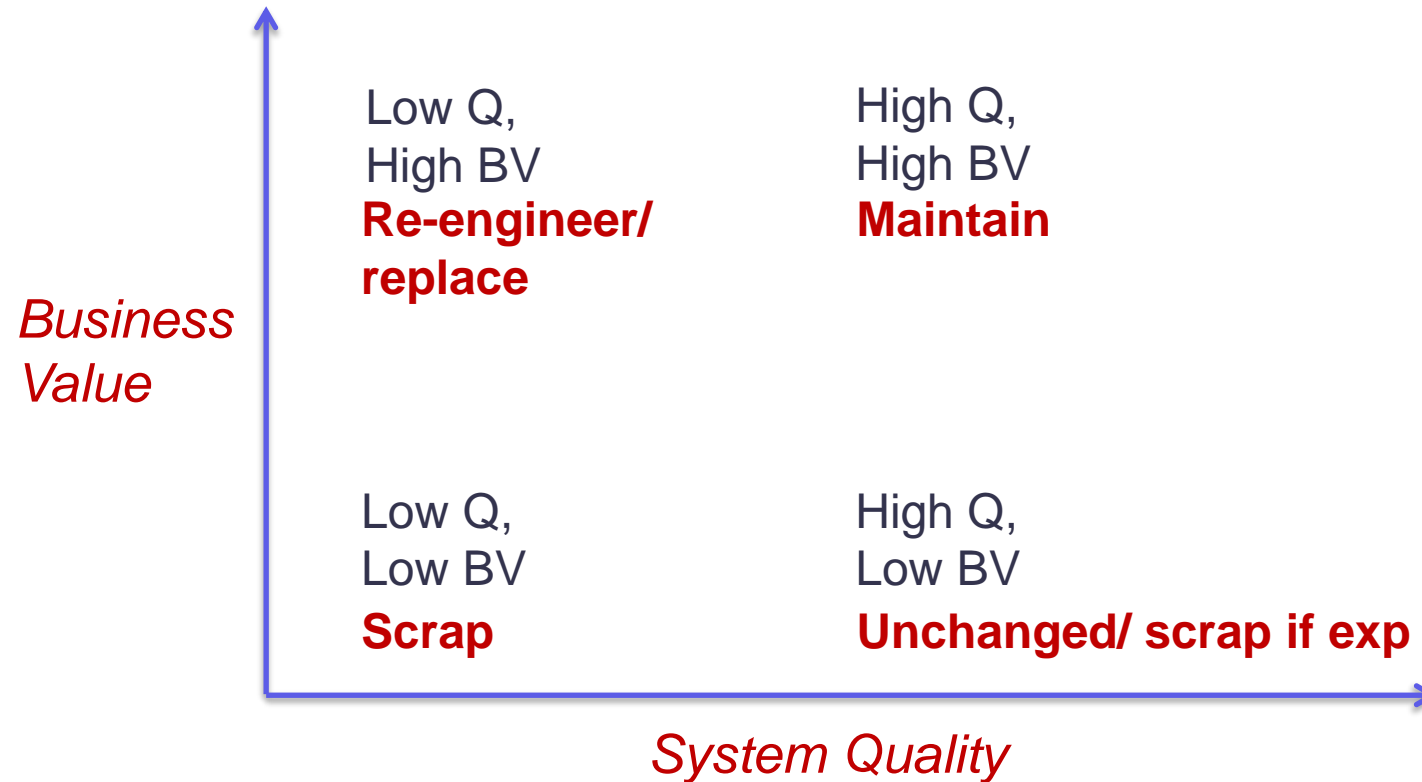 Low Q,
High BV
Re-engineer/
replace
High Q,
High BV
Maintain
Business
Value
Low Q,
Low BV
Scrap
High Q,
Low BV
Unchanged/ scrap if exp
System Quality